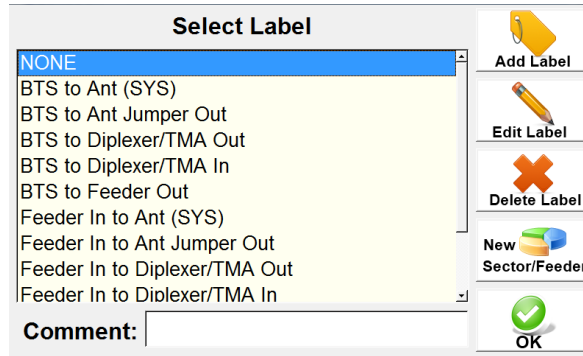 Select Label
NONE
BTS to Ant (SYS)
BTS to Ant Jumper Out
BTS to Diplexer/TMA Out
BTS to Diplexer/TMA In
BTS to Feeder Out
Feeder In to Ant (SYS)
Feeder In to Ant Jumper Out
Feeder In to Diplexer/TMA Out
Feeder In to Diplexer/TMA In
Comment:
Add Label
Edit Label
Delete Label
New
Sector/Feeder
OK